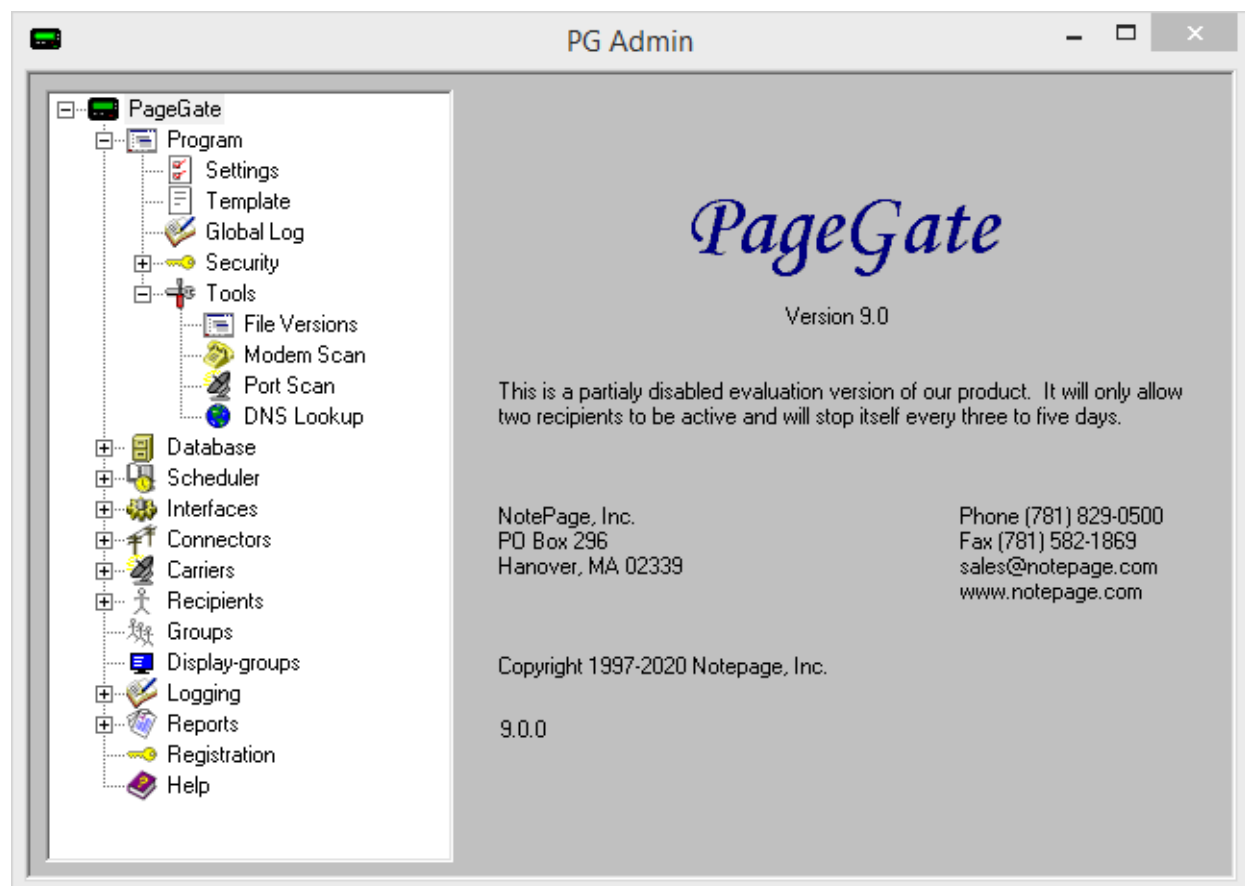 PG Admin
PageGate
Program
Settings
Template
Global Log
Security
Tools
File Versions
Modem Scan
Port Scan
DNS Lookup
Database
Scheduler
Interfaces
Connectors
Carriers
Recipients
Groups
Display-groups
Logging
Reports
Registration
Help
PageGate
Version 9.0
This is a partialy disabled evaluation version of our product. It will only allow
two recipients to be active and will stop itself every three to five days.
NotePage, Inc.
PO Box 296
Hanover, MA 02339
Phone (781) 829-0500
Fax (781) 582-1869
sales@notepage.com
www.notepage.com
Copyright 1997-2020 Notepage, Inc.
9.0.0